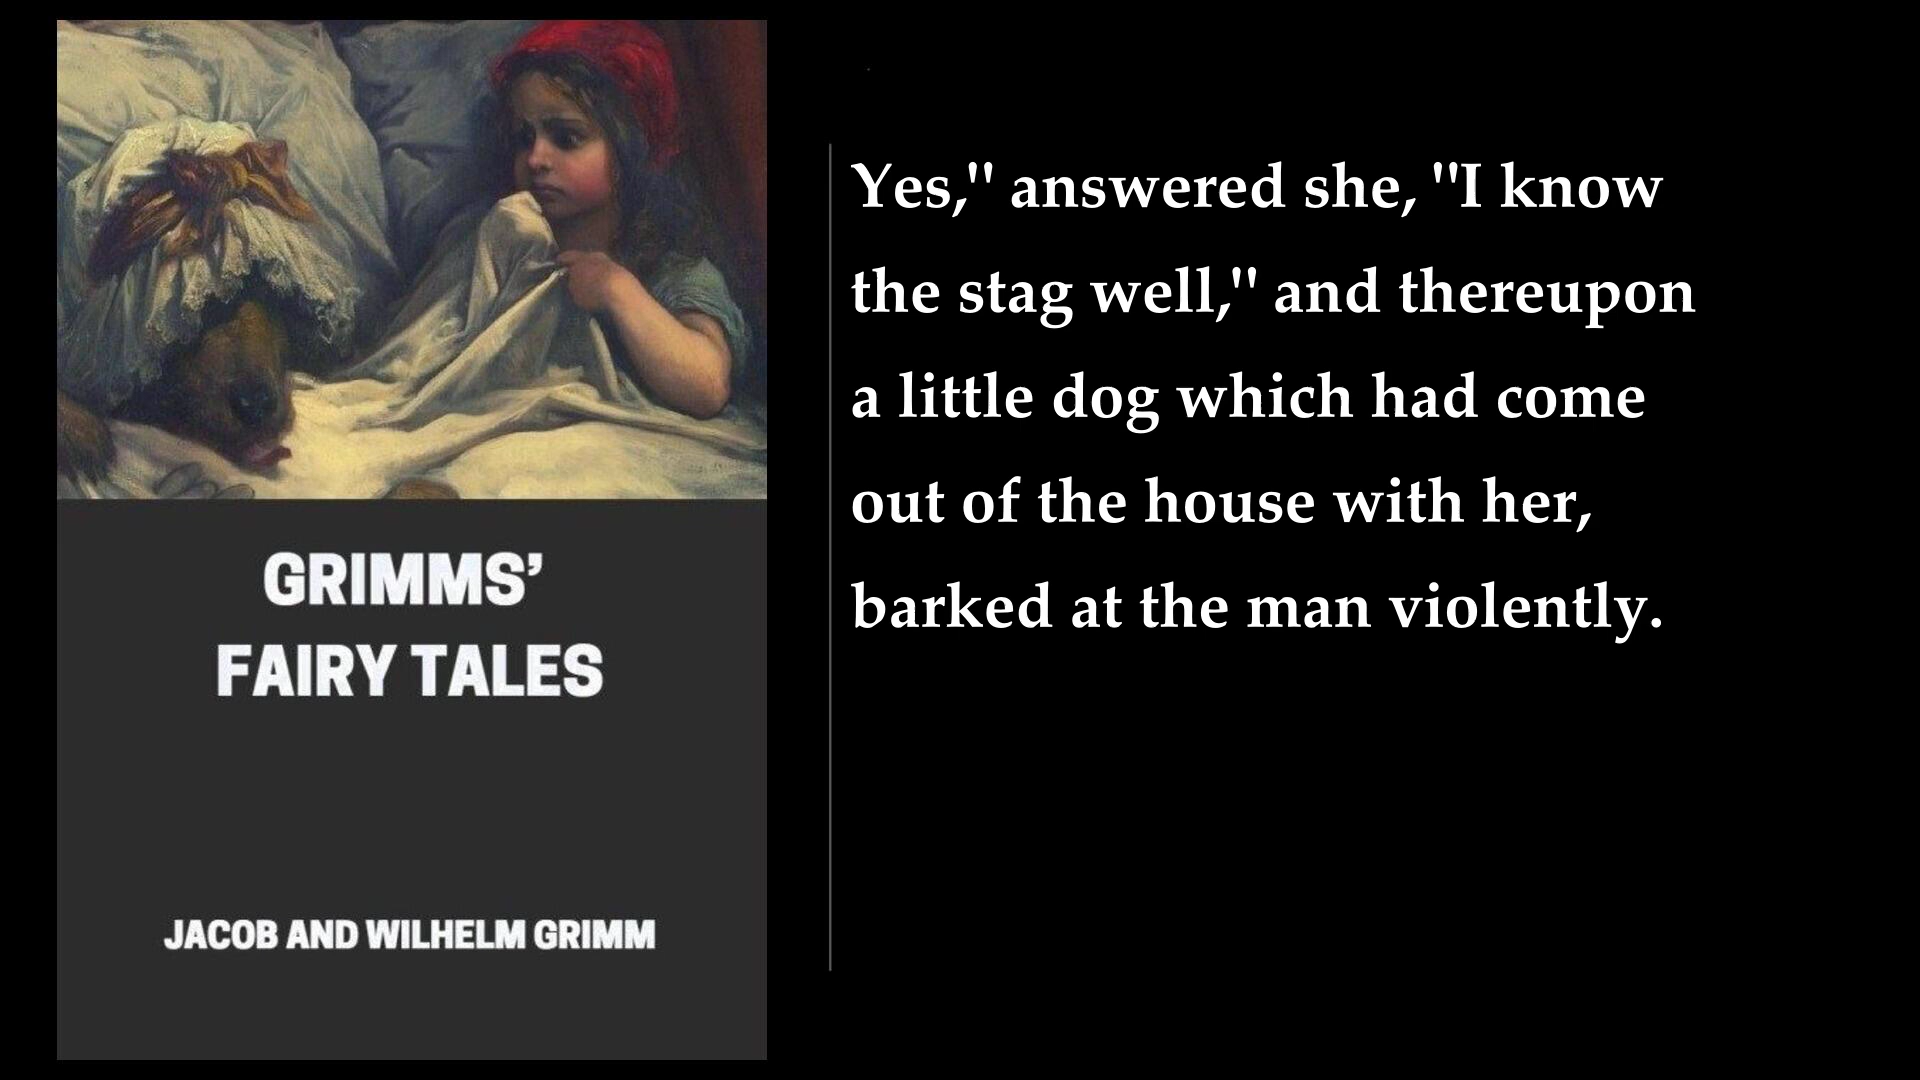 GRIMMS’
FAIRY TALES
JACOB AND WILHELM GRIMM
Yes," answered she, "I know
the stag well," and thereupon
a little dog which had come
out of the house with her,
barked at the man violently.